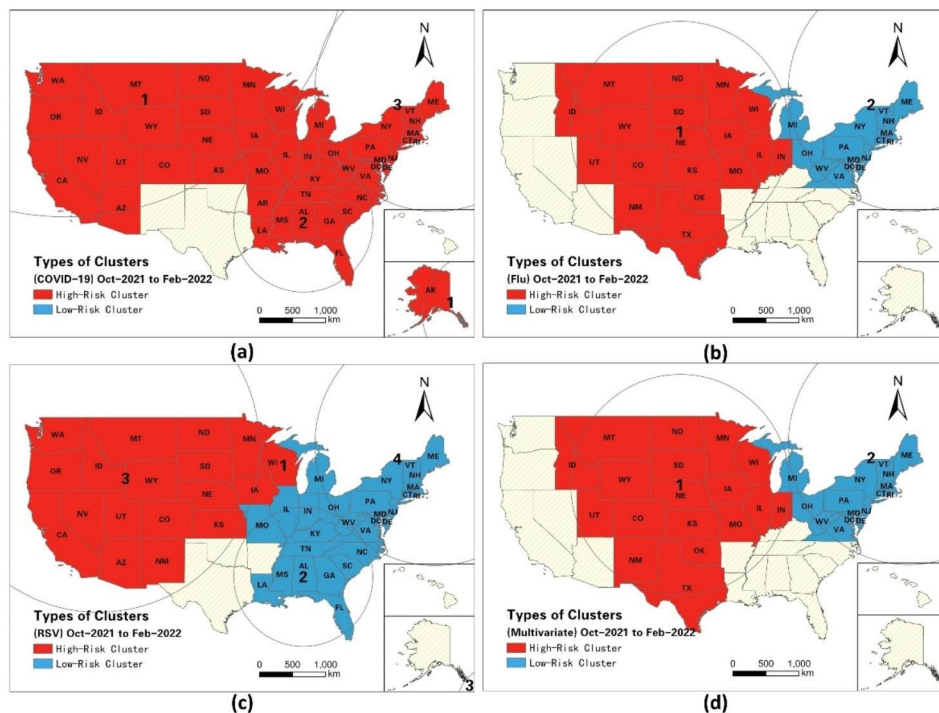 N
WA
MT
ND
MN
1
OR
ID
WY
SD
WI
MI
3
ME
VT
NH
NY
MA
CT RI
NE
IA
PA
NJ
NV
UT
CO
IL
IN
OH
MD
DC DE
WV
VA
CA
KS
MO
KY
AZ
TN
NC
AR
MS
AL
GA
SC
2
LA
FL
Types of Clusters
(COVID-19) Oct-2021 to Feb-2022
High-Risk Cluster
Low-Risk Cluster
0 500 1,000
km
AK
1
(a)
N
MT
ND
MN
ID
WY
SD
WI
MI
2
ME
VT
NH
NY
MA
CT RI
1
NE
IA
PA
NJ
UT
CO
IL
IN
OH
MD
DC DE
WV
VA
KS
MO
NM
OK
TX
Types of Clusters
(Flu) Oct-2021 to Feb-2022
High-Risk Cluster
Low-Risk Cluster
0 500 1,000
km
(b)
N
WA
MT
ND
MN
OR
ID
3
WY
SD
WI
1
MI
4
ME
VT
NH
NY
MA
CT RI
NE
IA
PA
NJ
NV
UT
CO
IL
IN
OH
MD
DC DE
WV
VA
CA
KS
MO
KY
AZ
NM
TN
NC
MS
AL
GA
SC
2
LA
FL
Types of Clusters
(RSV) Oct-2021 to Feb-2022
High-Risk Cluster
Low-Risk Cluster
0 500 1,000
km
3
(c)
N
MT
ND
MN
ID
WY
SD
WI
MI
2
ME
VT
NH
NY
MA
CT RI
1
NE
IA
PA
NJ
UT
CO
IL
IN
OH
MD
DC DE
WV
VA
KS
MO
NM
OK
TX
Types of Clusters
(Multivariate) Oct-2021 to Feb-2022
High-Risk Cluster
Low-Risk Cluster
0 500 1,000
km
(d)